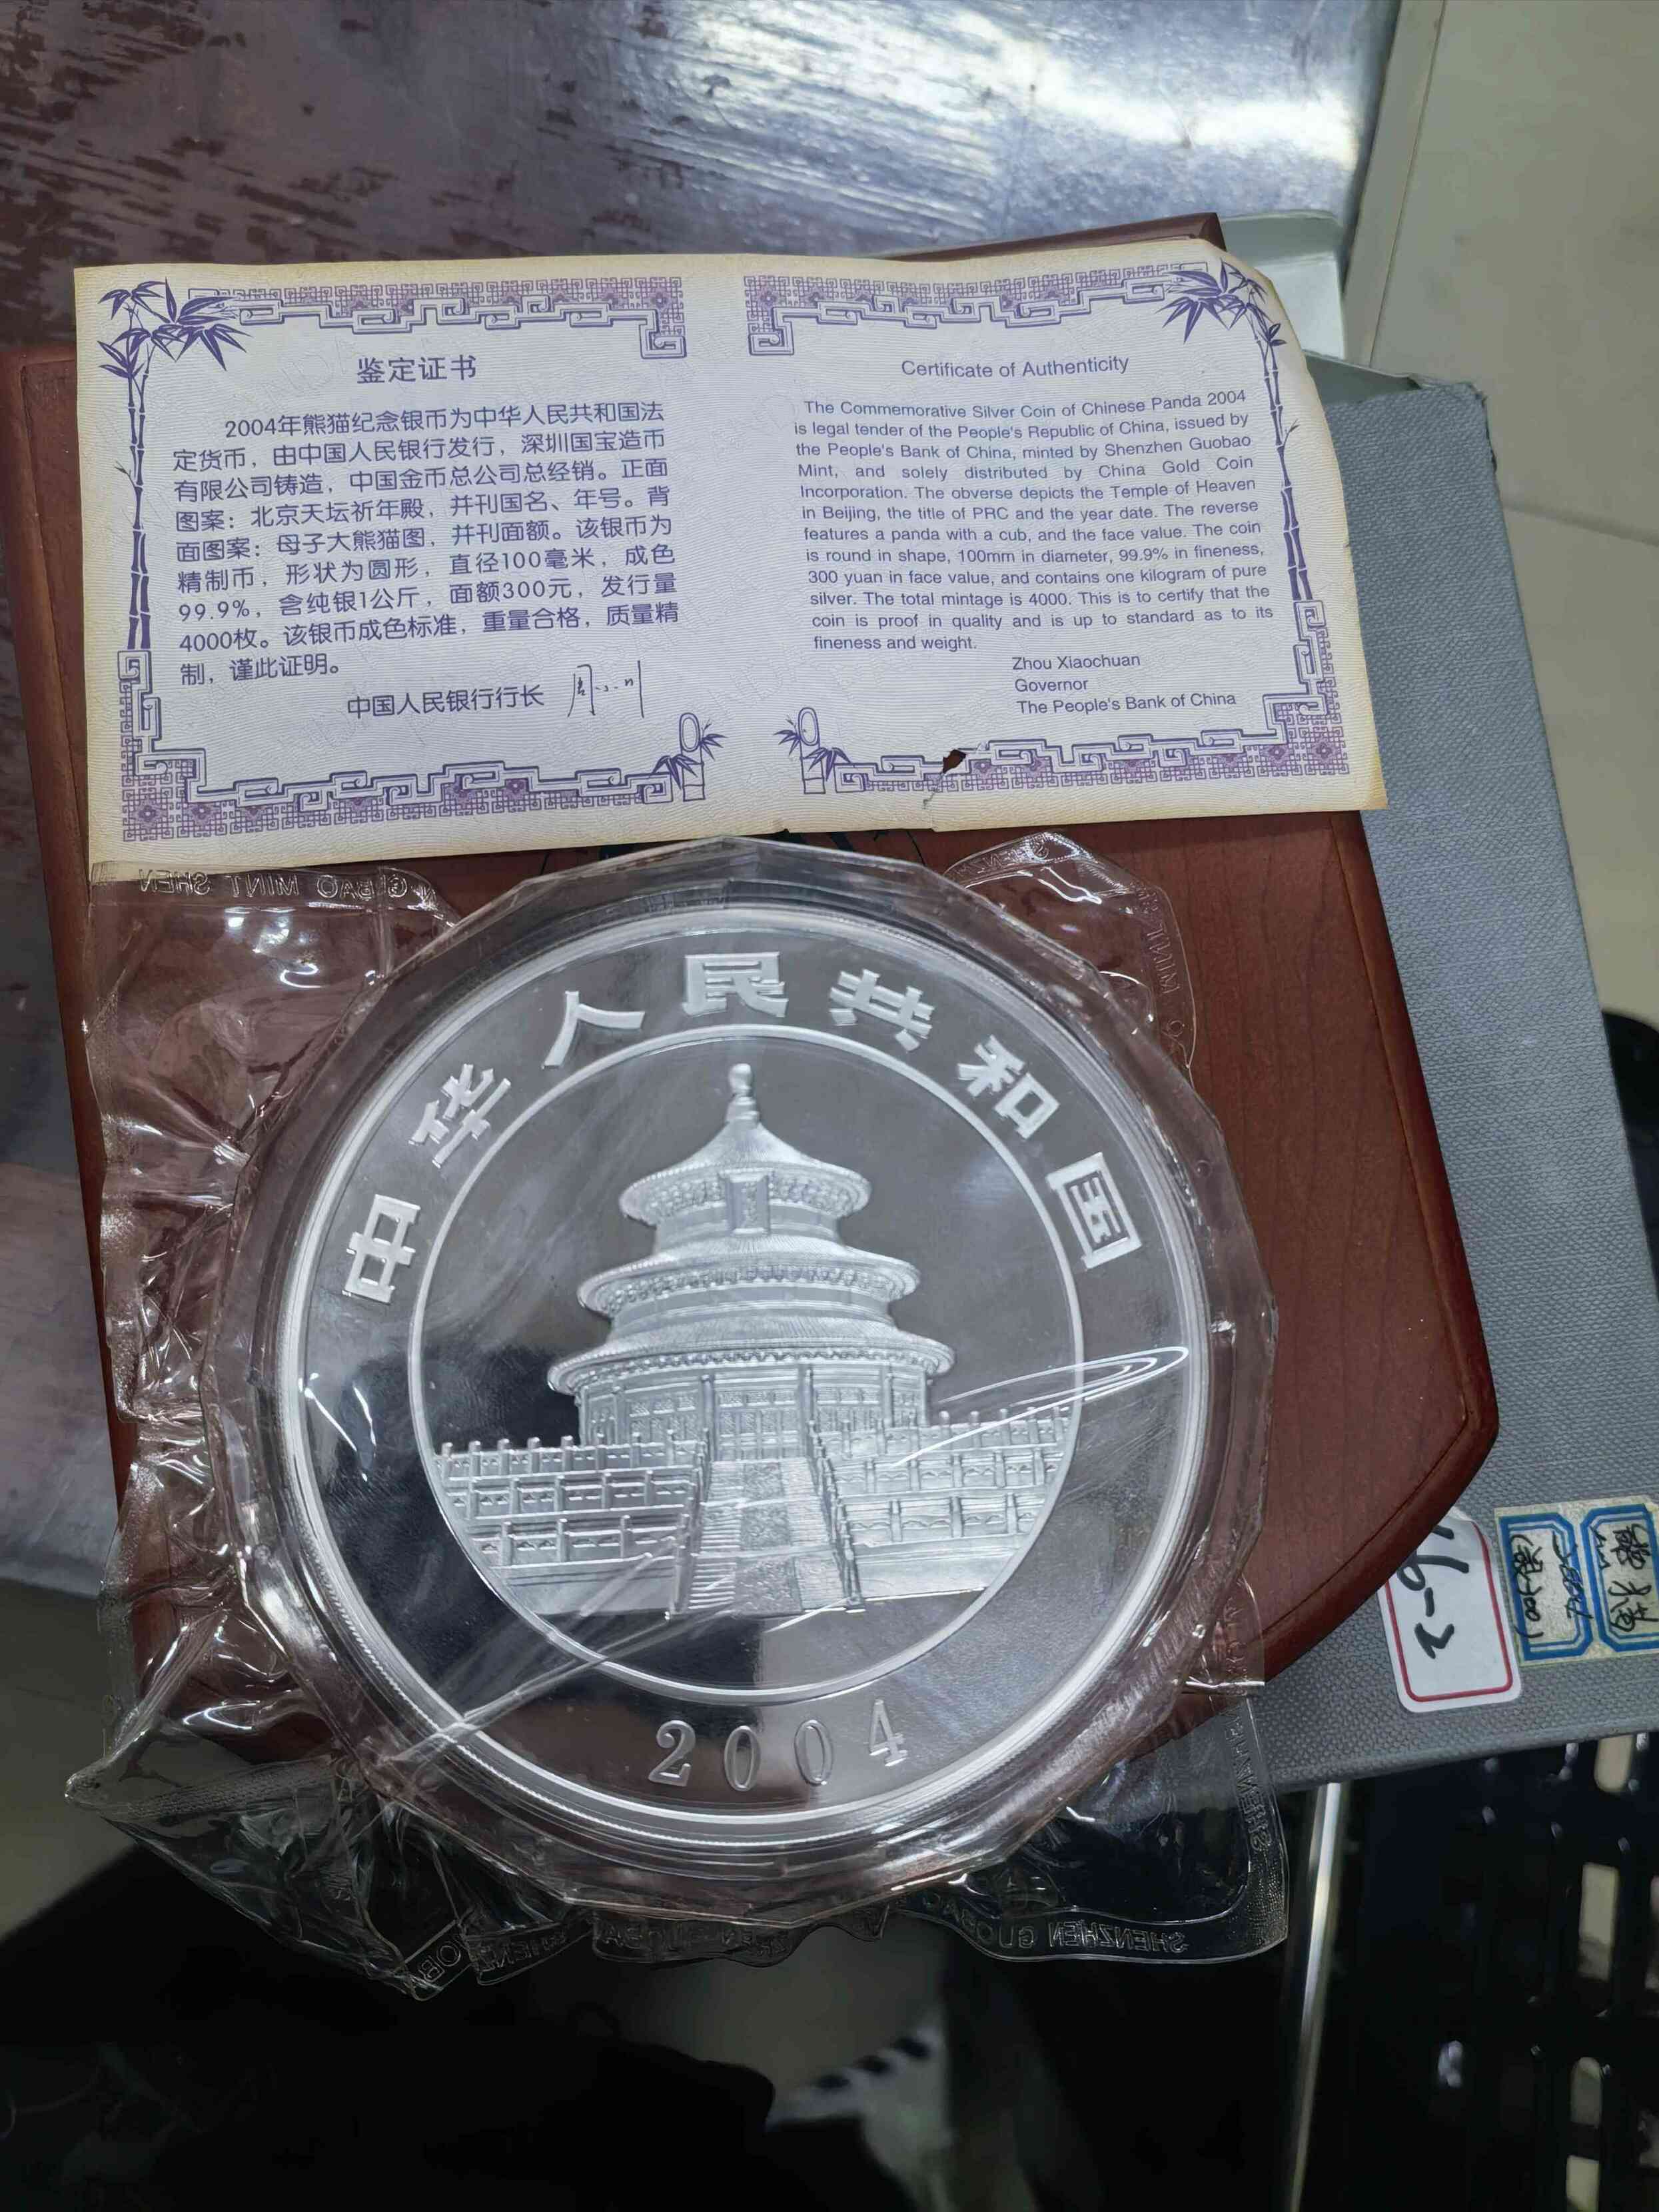 鉴定证书
2004年熊猫纪念银币为中华人民共和国法
定货币，由中国人民银行发行，深圳国宝造币
有限公司铸造，中国金币总公司总经销。正面
图案：北京天坛祈年殿，并刊国名、年号。背
面图案：母子大熊猫图，并刊面额。该银币为
精制币，形状为圆形，直径100毫米，成色
99.9%，含纯银1公斤，面额300元，发行量
4000枚。该银币成色标准，重量合格，质量精
制，谨此证明。
中国人民银行行长
Certificate of Authenticity
The Commemorative Silver Coin of Chinese Panda 2004
is legal tender of the People's Republic of China, issued by
the People's Bank of China, minted by Shenzhen Guobao
Mint, and solely distributed by China Gold Coin
Incorporation. The obverse depicts the Temple of Heaven
in Beijing, the title of PRC and the year date. The reverse
features a panda with a cub, and the face value. The coin
is round in shape, 100mm in diameter, 99.9% in fineness,
300 yuan in face value, and contains one kilogram of pure
silver. The total mintage is 4000. This is to certify that the
coin is proof in quality and is up to standard as to its
fineness and weight.
Zhou Xiaochuan
Governor
The People's Bank of China
中华人民共和国
2004
MINT SHEN
SHENZHEN GUOBAO